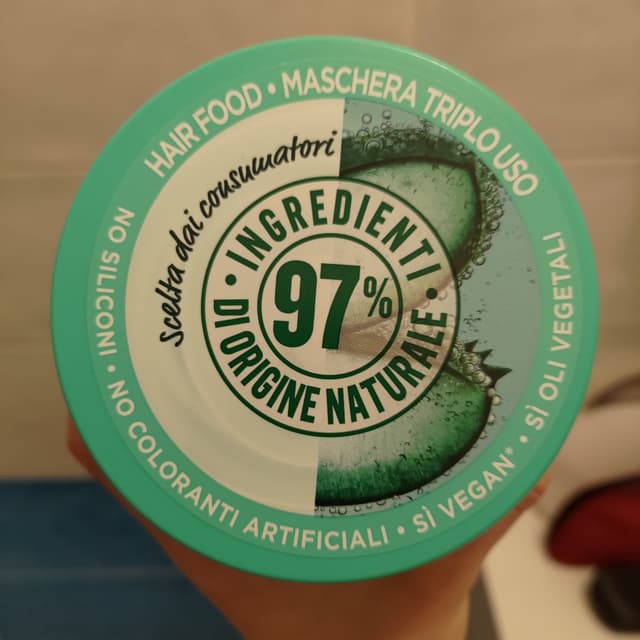 HAIR FOOD • MASCHERA TRIPLO USO
scelta dai consumatori
• INGREDIENTI •
DI ORIGINE NATURALE
97%
NO SILICONI • NO COLORANTI ARTIFICIALI • SÌ VEGAN* • SÌ OLI VEGETALI